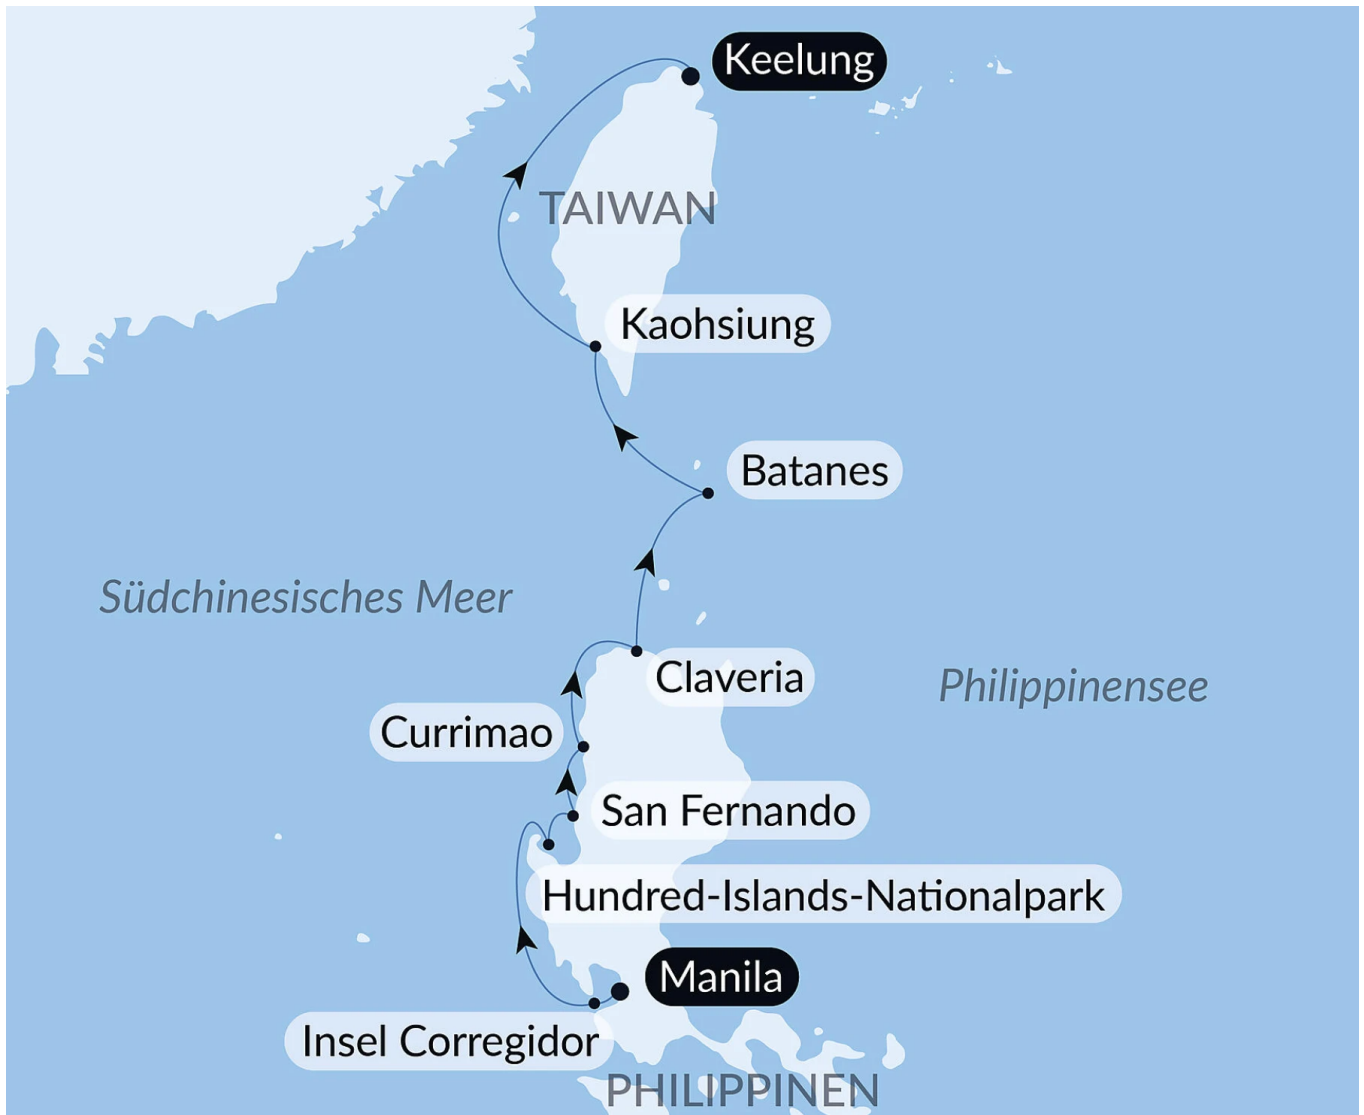 Keelung
TAIWAN
Kaohsiung
Batanes
Südchinesisches Meer
Philippinensee
Claveria
Currimao
San Fernando
Hundred-Islands-Nationalpark
Manila
Insel Corregidor
PHILIPPINEN